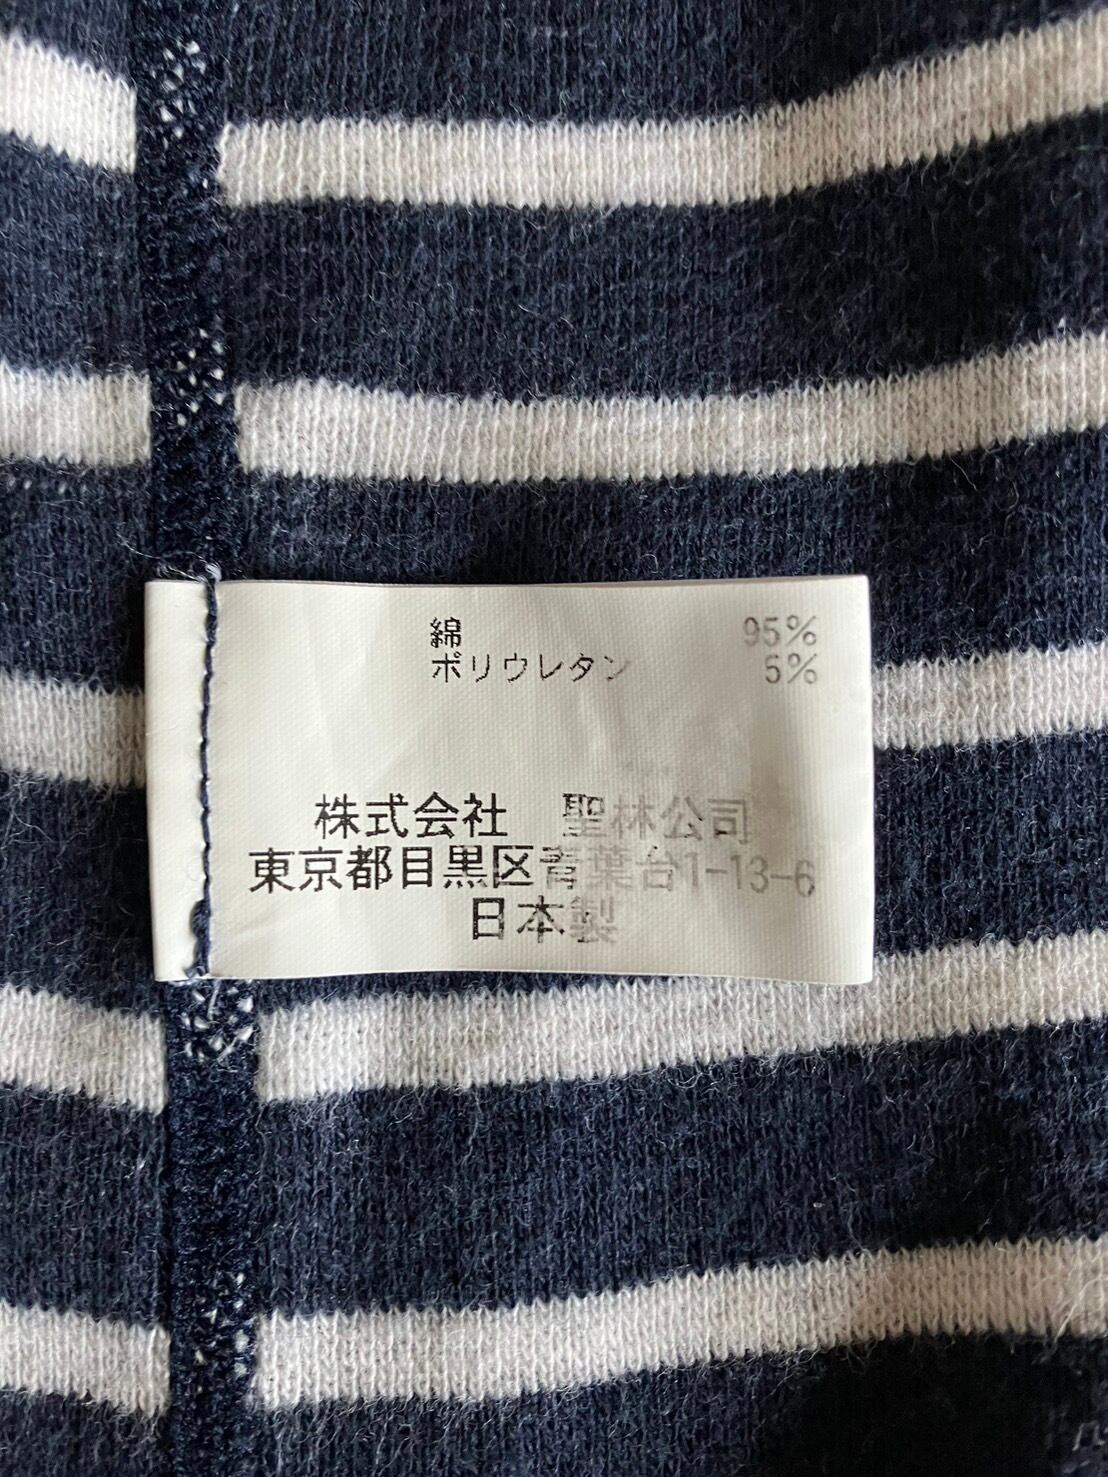 綿 95%
ポリウレタン 5%
株式会社 聖林公司
東京都目黒区青葉台1-13-6
日本製